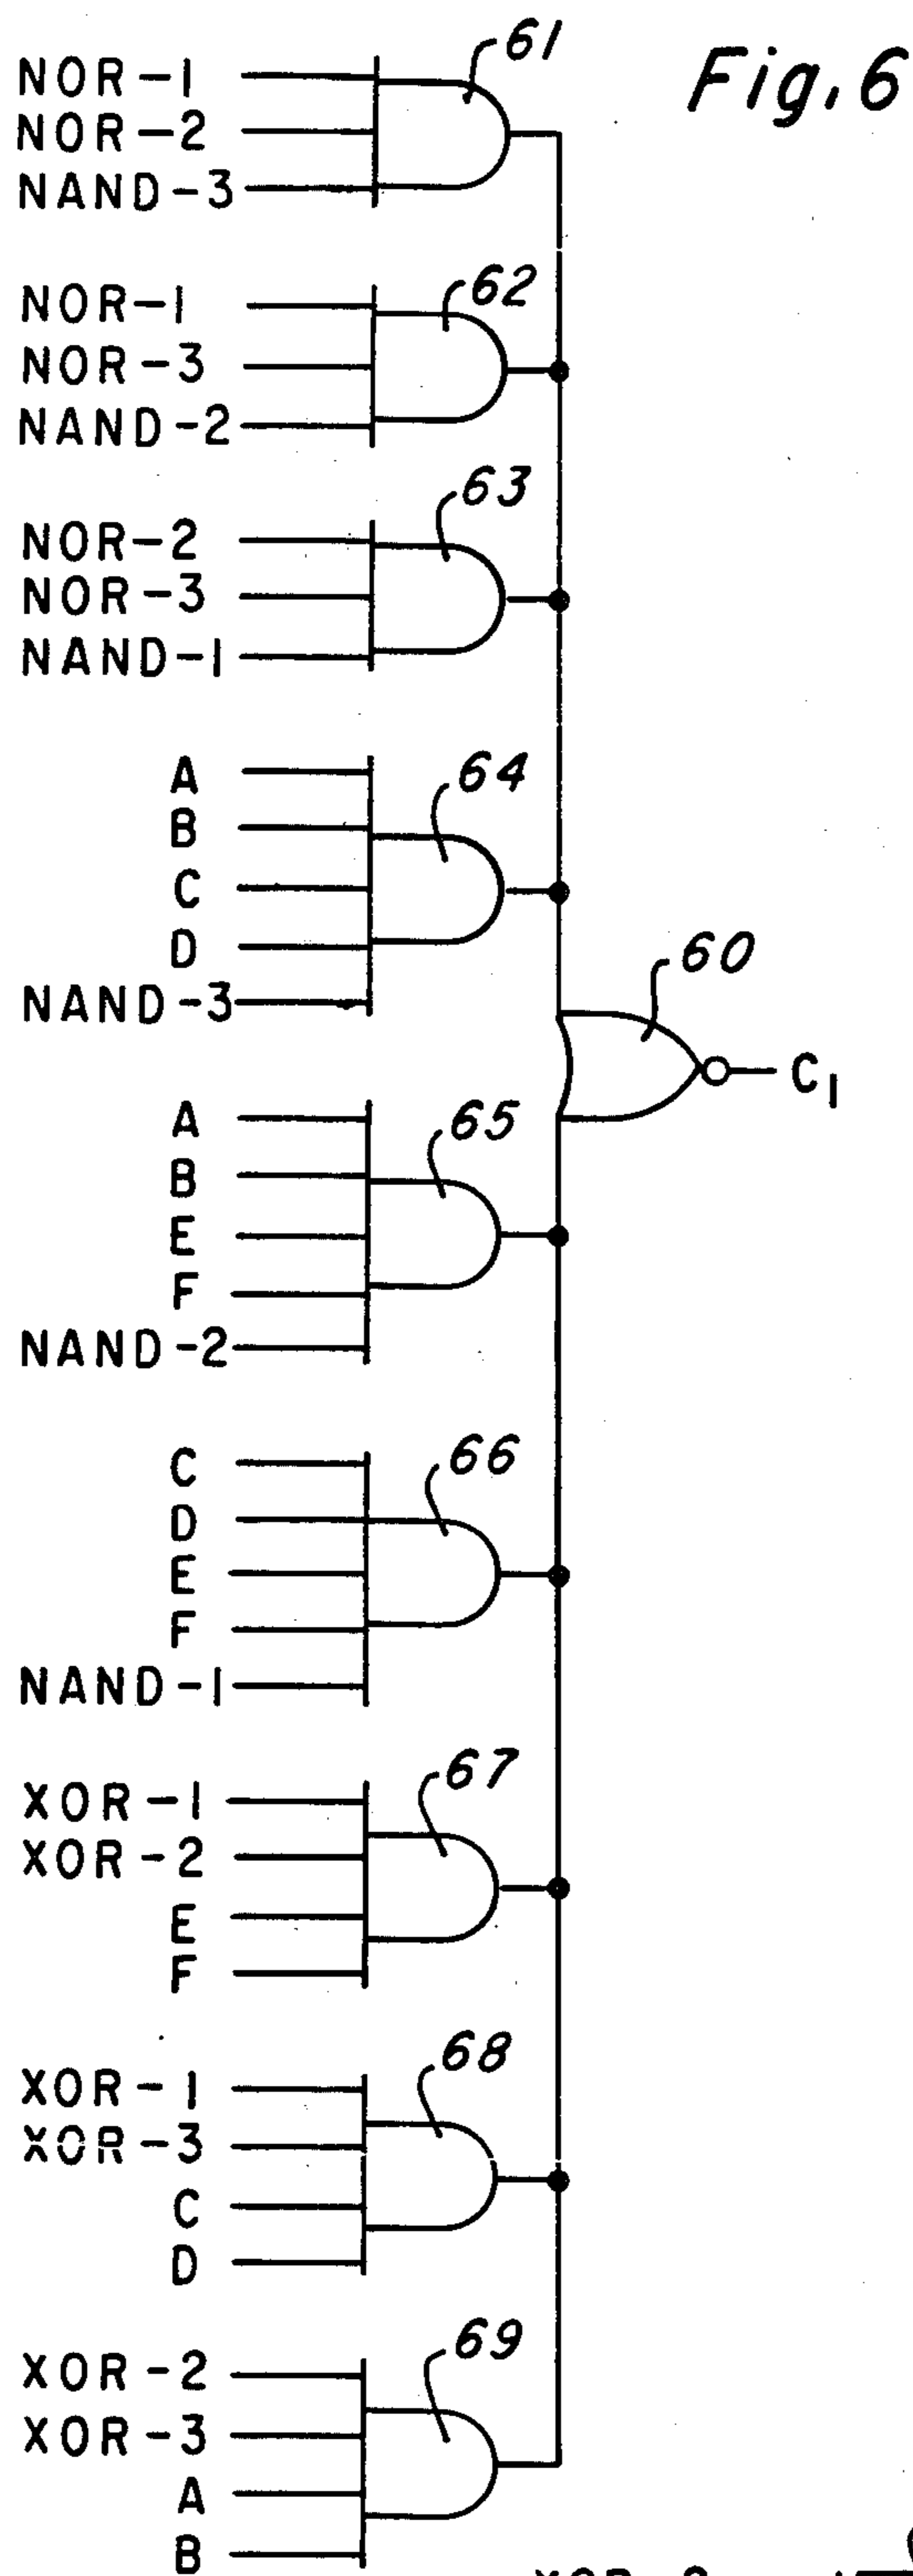 Fig. 6
61
NOR-1
NOR-2
NAND-3
62
NOR-1
NOR-3
NAND-2
63
NOR-2
NOR-3
NAND-1
64
A
B
C
D
NAND-3
60
C1
65
A
B
E
F
NAND-2
66
C
D
E
F
NAND-1
67
XOR-1
XOR-2
E
F
68
XOR-1
XOR-3
C
D
69
XOR-2
XOR-3
A
B